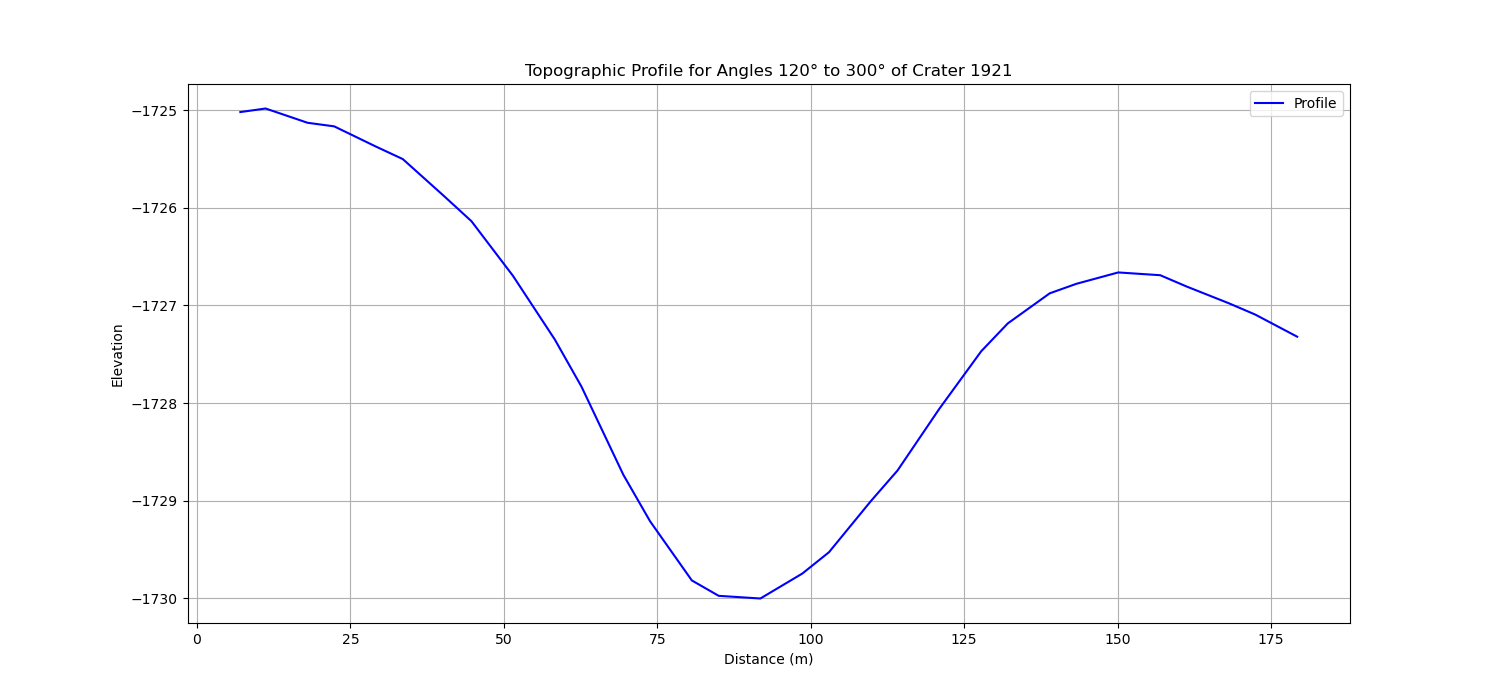 Topographic Profile for Angles 120° to 300° of Crater 1921
Profile
−1725
−1726
−1727
−1728
−1729
−1730
Elevation
0 25 50 75 100 125 150 175
Distance (m)